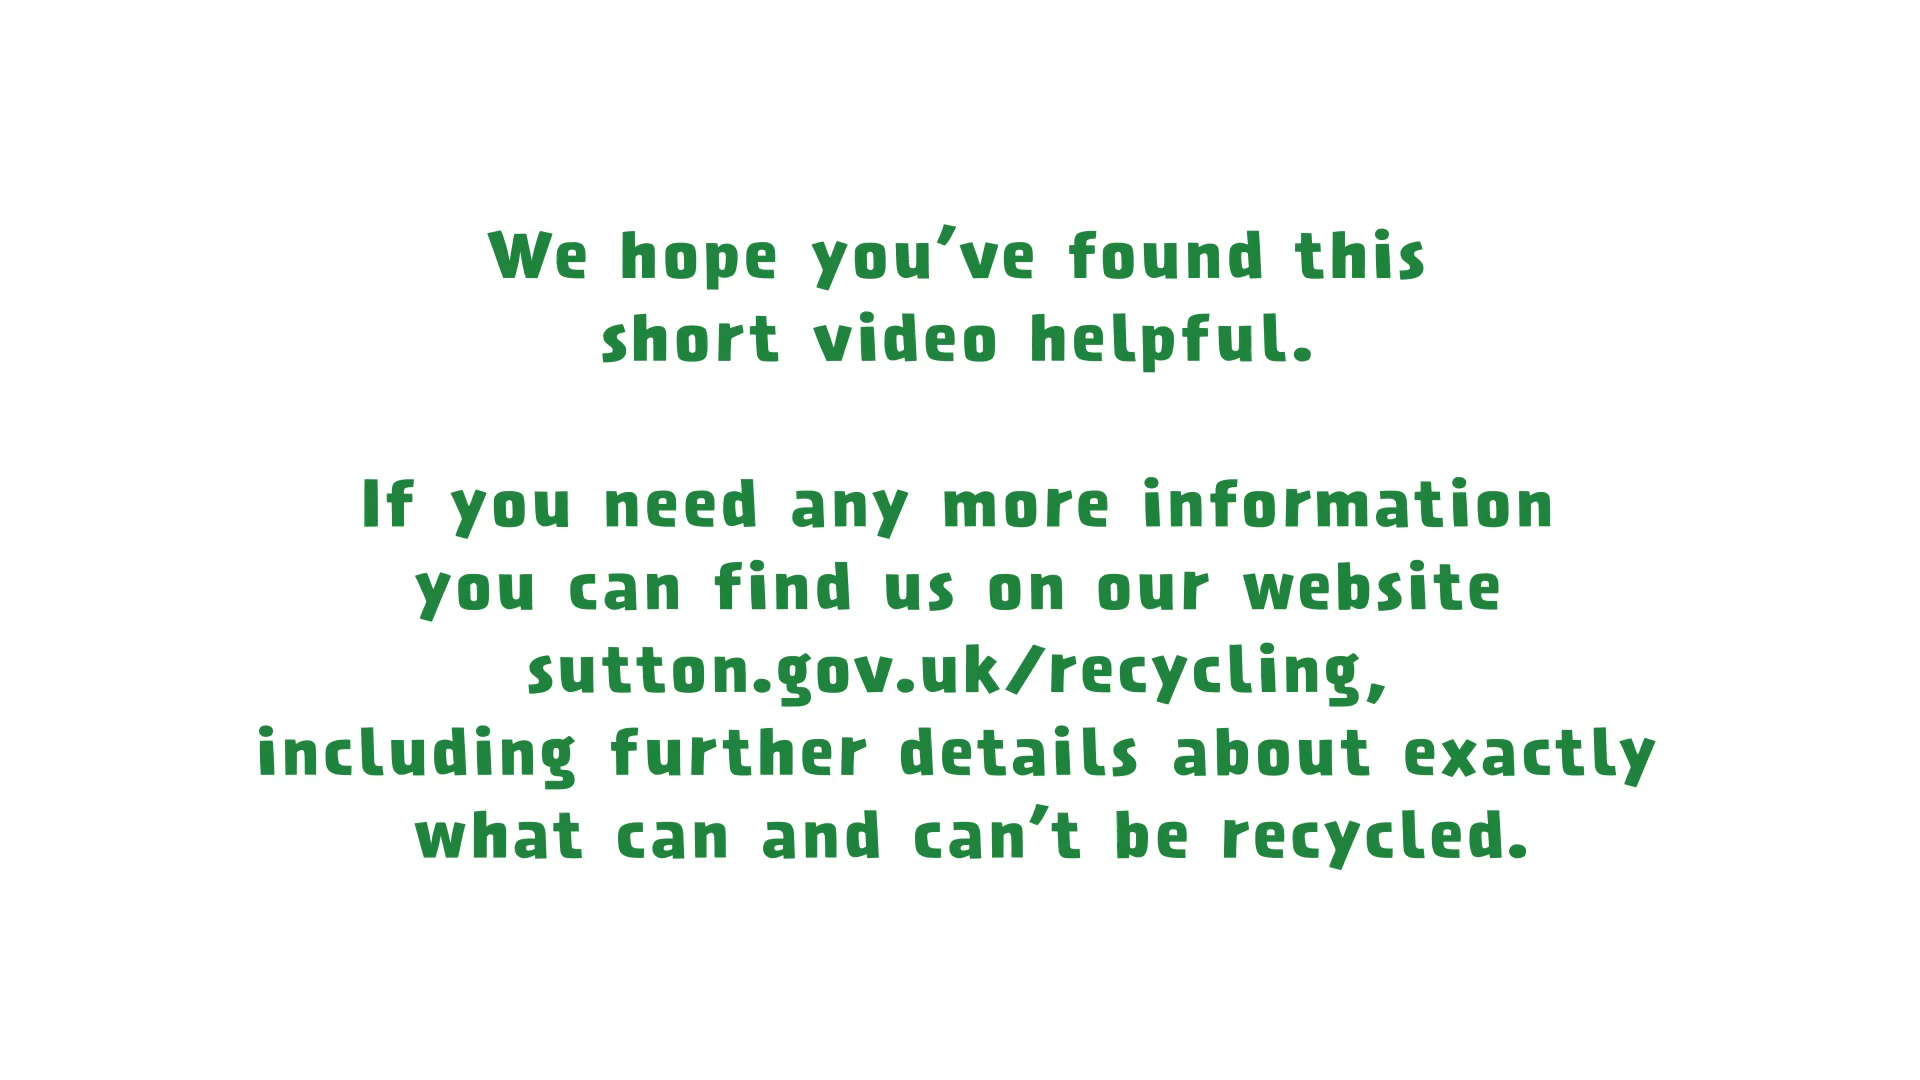 We hope you’ve found this
short video helpful.
If you need any more information
you can find us on our website
sutton.gov.uk/recycling,
including further details about exactly
what can and can’t be recycled.